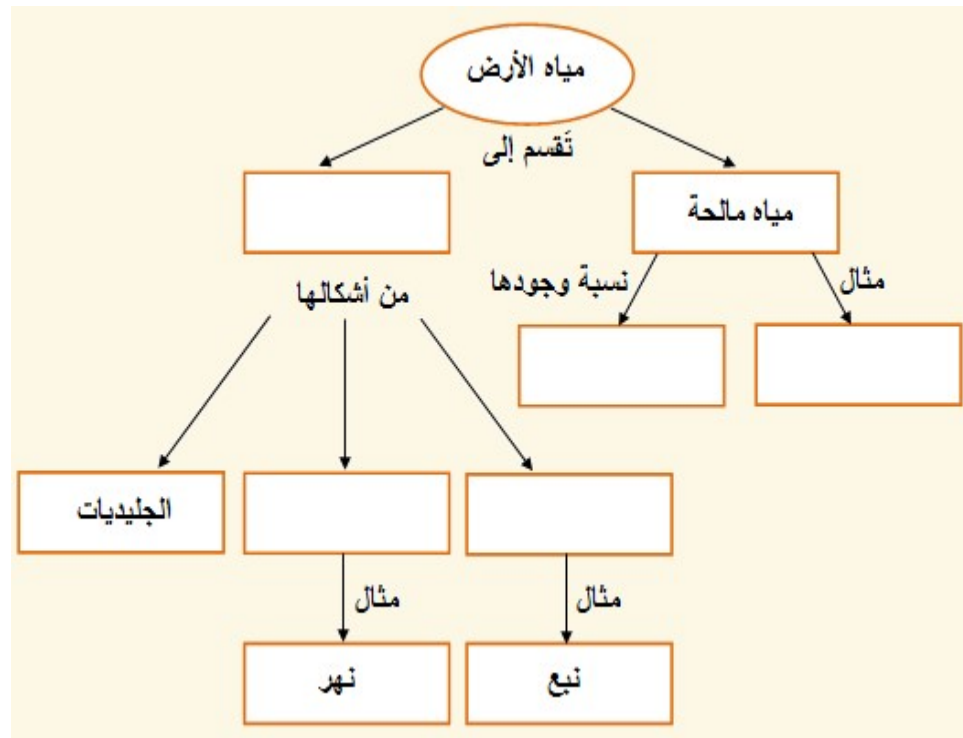 مياه الأرض
تَقسم إلى
مياه مالحة
نسبة وجودها
مثال
من أشكالها
الجليديات
مثال
مثال
نبع
نهر